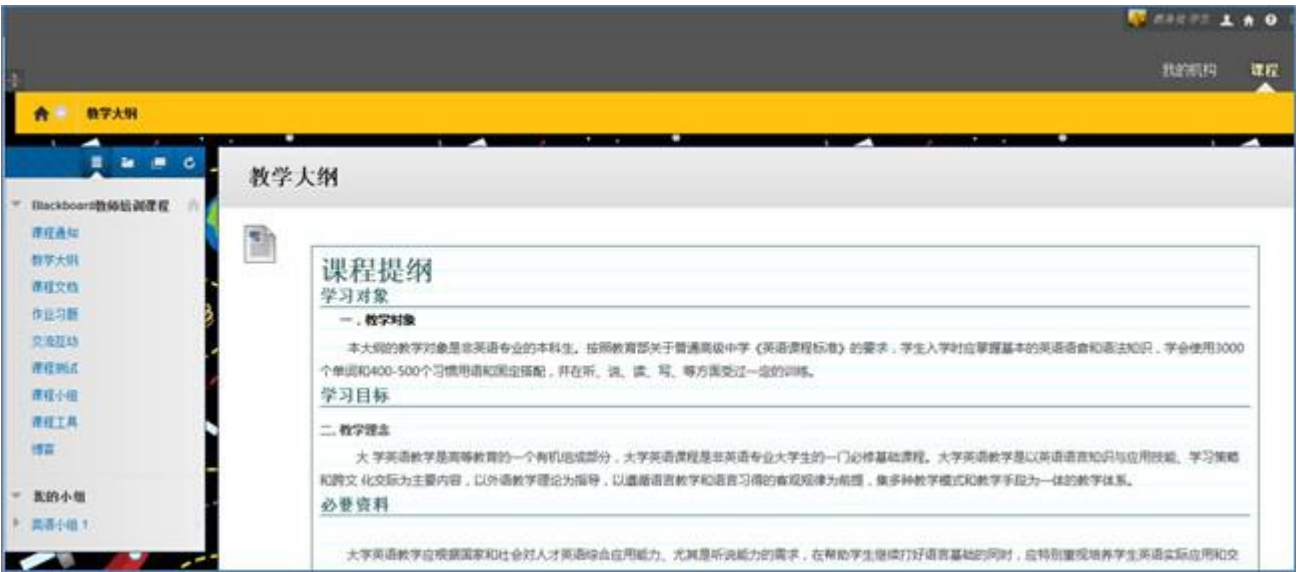 我的机构 课程
教学大纲
教学大纲
Blackboard教师培训课程
课程通知
教学大纲
课程文档
作业习题
交流互动
课程测试
课程小组
课程工具
博客
我的小组
英语小组 1
课程提纲
学习对象
一．教学对象
本大纲的教学对象是非英语专业的本科生。按照教育部关于普通高级中学《英语课程标准》的要求，学生入学时应掌握基本的英语语音和语法知识，学会使用3000
个单词和400-500个习惯用语和固定搭配，并在听、说、读、写、等方面受过一定的训练。
学习目标
二. 教学理念
大 学英语教学是高等教育的一个有机组成部分，大学英语课程是非英语专业大学生的一门必修基础课程。大学英语教学是以英语语言知识与应用技能、学习策略
和跨文 化交际为主要内容，以外语教学理论为指导，以遵循语言教学和语言习得的客观规律为前提，集多种教学模式和教学手段为一体的教学体系。
必要资料
大学英语教学应根据国家和社会对人才英语综合应用能力、尤其是听说能力的需求，在帮助学生继续打好语言基础的同时，应特别重视培养学生英语实际应用和交